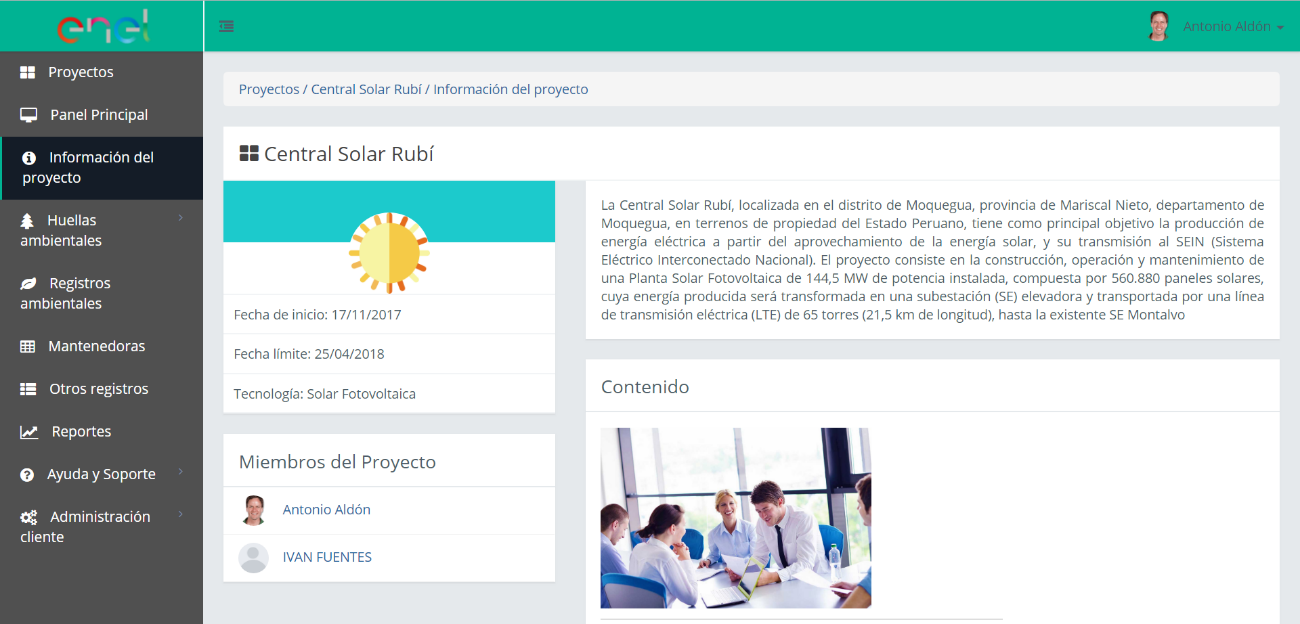 enel
Antonio Aldón
Proyectos
Panel Principal
Información del
proyecto
Huellas
ambientales
Registros
ambientales
Mantenedoras
Otros registros
Reportes
Ayuda y Soporte
Administración
cliente
Proyectos / Central Solar Rubí / Información del proyecto
Central Solar Rubí
Fecha de inicio: 17/11/2017
Fecha límite: 25/04/2018
Tecnología: Solar Fotovoltaica
Miembros del Proyecto
Antonio Aldón
IVAN FUENTES
La Central Solar Rubí, localizada en el distrito de Moquegua, provincia de Mariscal Nieto, departamento de
Moquegua, en terrenos de propiedad del Estado Peruano, tiene como principal objetivo la producción de
energía eléctrica a partir del aprovechamiento de la energía solar, y su transmisión al SEIN (Sistema
Eléctrico Interconectado Nacional). El proyecto consiste en la construcción, operación y mantenimiento de
una Planta Solar Fotovoltaica de 144,5 MW de potencia instalada, compuesta por 560.880 paneles solares,
cuya energía producida será transformada en una subestación (SE) elevadora y transportada por una línea
de transmisión eléctrica (LTE) de 65 torres (21,5 km de longitud), hasta la existente SE Montalvo
Contenido